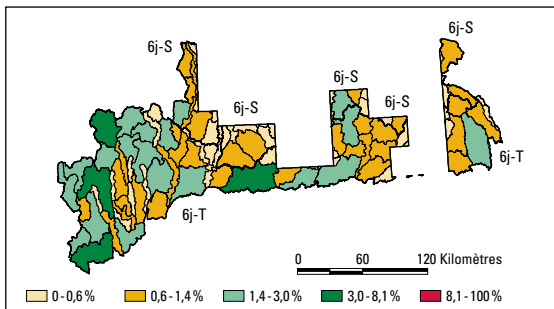 6j-S
6j-S
6j-S
6j-S
6j-S
6j-T
6j-T
0 60 120 Kilomètres
0 - 0,6 % 0,6 - 1,4 % 1,4 - 3,0 % 3,0 - 8,1 % 8,1 - 100 %